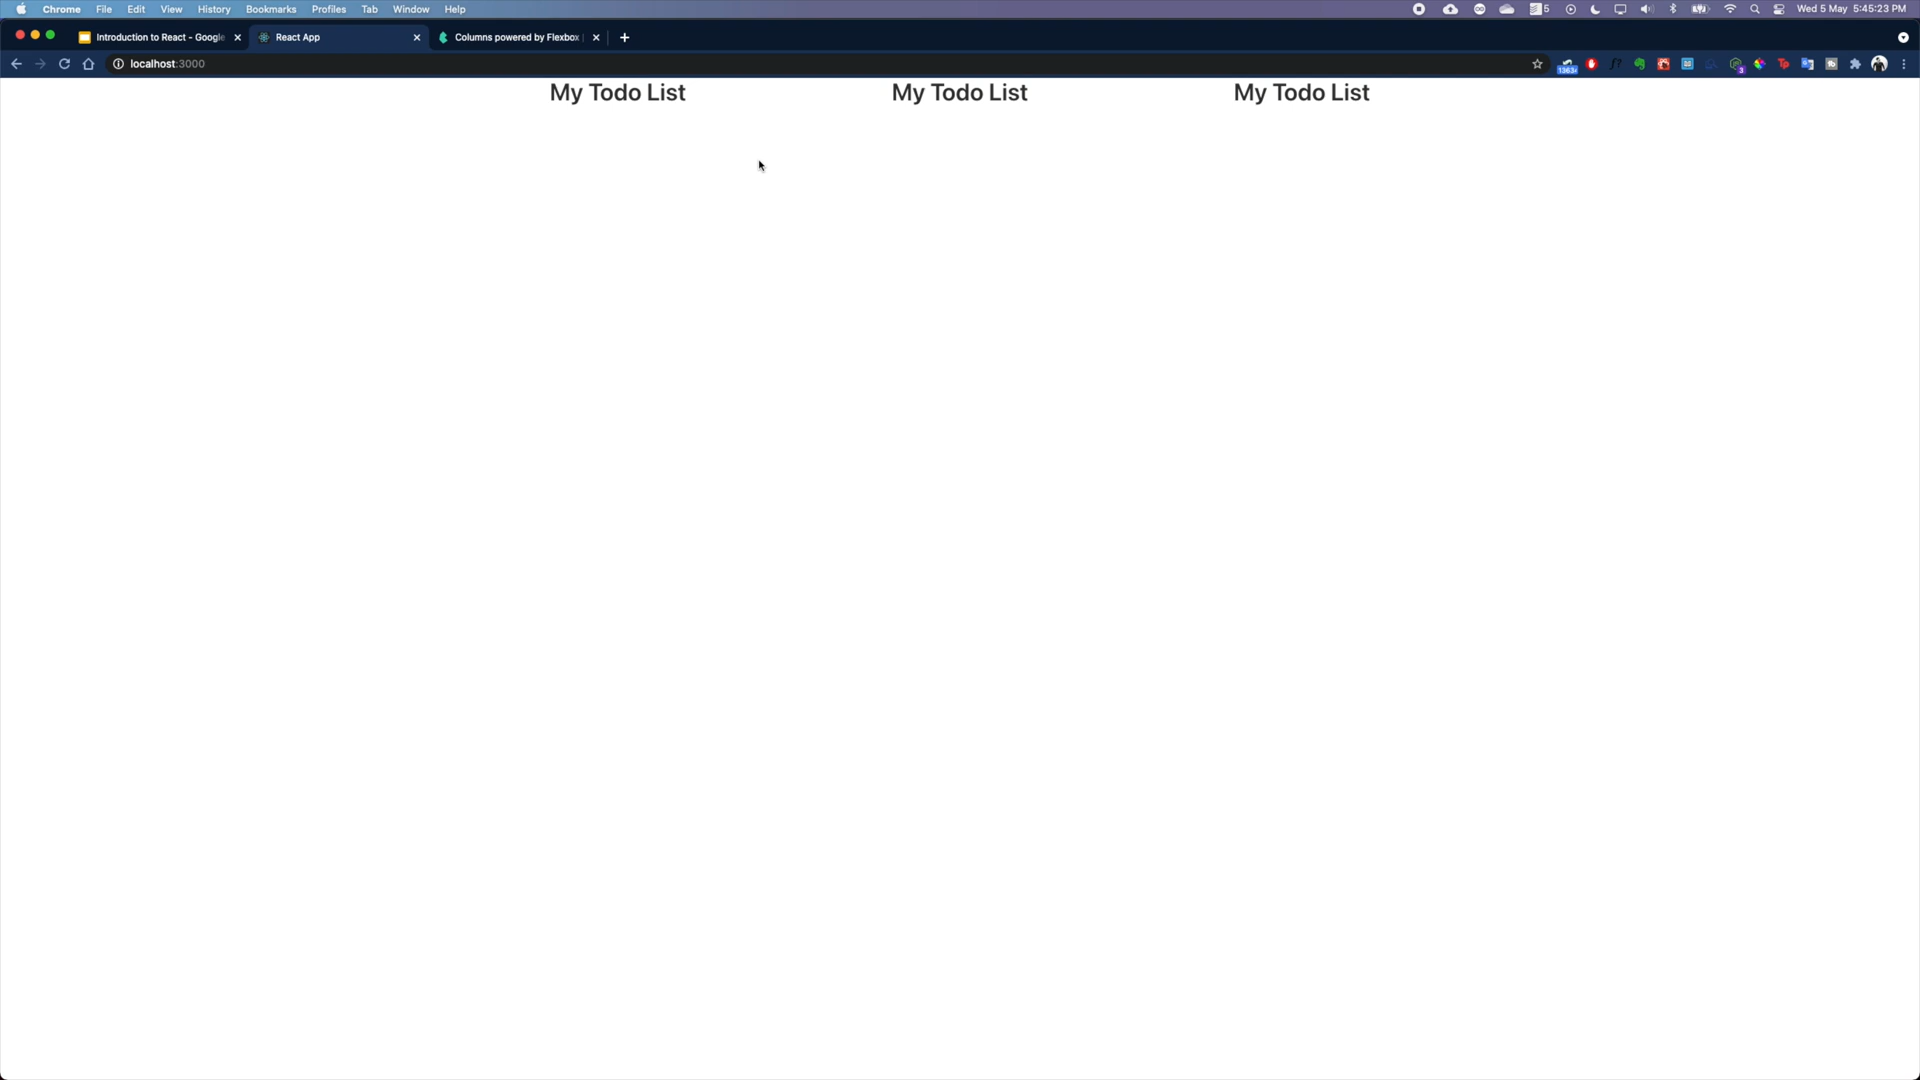 Chrome File Edit View History Bookmarks Profiles Tab Window Help 5 Wed 5 May 5:45:23 PM
Introduction to React - Google React App Columns powered by Flexbox
localhost:3000 3
My Todo List My Todo List My Todo List